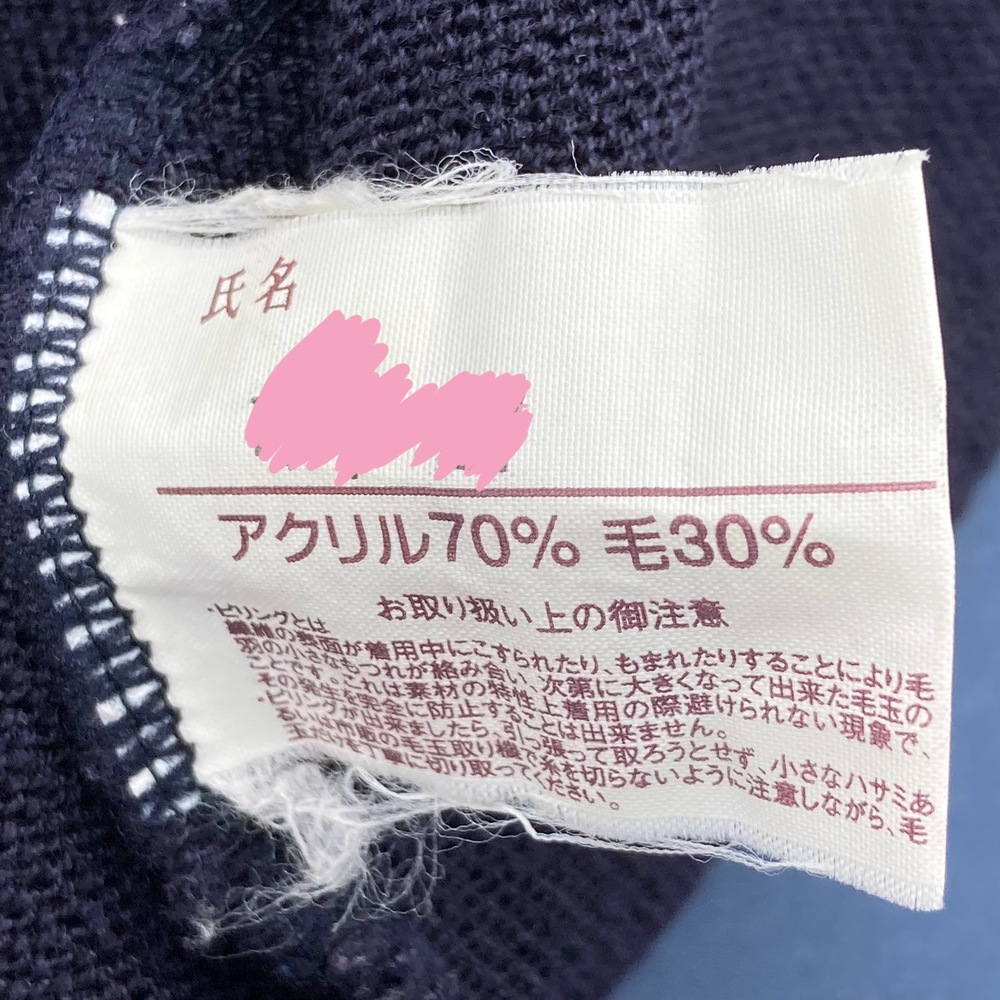 氏名
アクリル70% 毛30%
お取り扱い上の御注意
・ピリングとは
繊維の表面が着用中にこすられたり、もまれたりすることにより毛
羽の小さなもつれが絡み合い、次第に大きくなって出来た毛玉の
ことです。これは素材の特性上着用の際避けられない現象で、
その発生を完全に防止することは出来ません。
・ピリングが出来ましたら、引っ張って取ろうとせず、小さなハサミあ
るいは市販の毛玉取り機で糸を切らないように注意しながら、毛
玉だけを丁寧に切り取ってください。